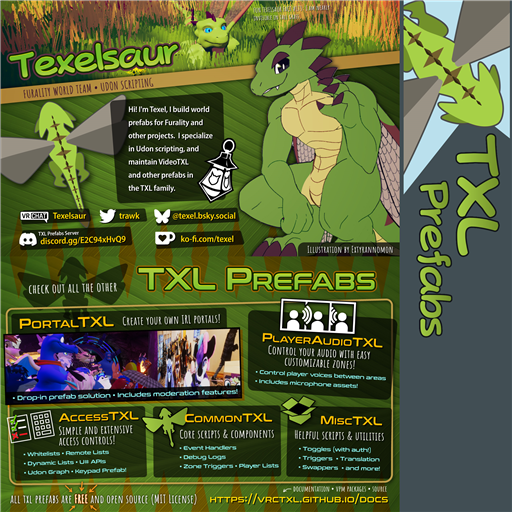 Texelsaur
FURALITY WORLD TEAM • UDON SCRIPTING
Hi! I'm Texel, I build world
prefabs for Furality and
other projects. I specialize
in Udon scripting, and
maintain VideoTXL
and other prefabs in
the TXL family.
VRCHAT Texelsaur
trawk
@texel.bsky.social
TXL Prefabs Server
discord.gg/E2C94xHvQ9
ko-fi.com/texel
Illustration by Extyrannomon
CHECK OUT ALL THE OTHER
TXL PREFABS
PORTALTXL
CREATE YOUR OWN IRL PORTALS!
• Drop-in prefab solution • Includes moderation features!
PLAYERAUDIOTXL
CONTROL YOUR AUDIO WITH EASY
CUSTOMIZABLE ZONES!
• Control player voices between areas
• Includes microphone assets!
ACCESSTXL
SIMPLE AND EXTENSIVE
ACCESS CONTROLS!
• Whitelists • Remote Lists
• Dynamic Lists • U# APIs
• Udon Graph • Keypad Prefab!
COMMONTXL
CORE SCRIPTS & COMPONENTS
• Event Handlers
• Debug Logs
• Zone Triggers • Player Lists
MISCTXL
HELPFUL SCRIPTS & UTILITIES
• Toggles (with auth!)
• Triggers • Translation
• Swappers • and more!
ALL TXL PREFABS ARE FREE AND OPEN SOURCE (MIT LICENSE)
DOCUMENTATION • VPM PACKAGES • SOURCE
HTTPS://VRCTXL.GITHUB.IO/DOCS
TXL
Prefabs